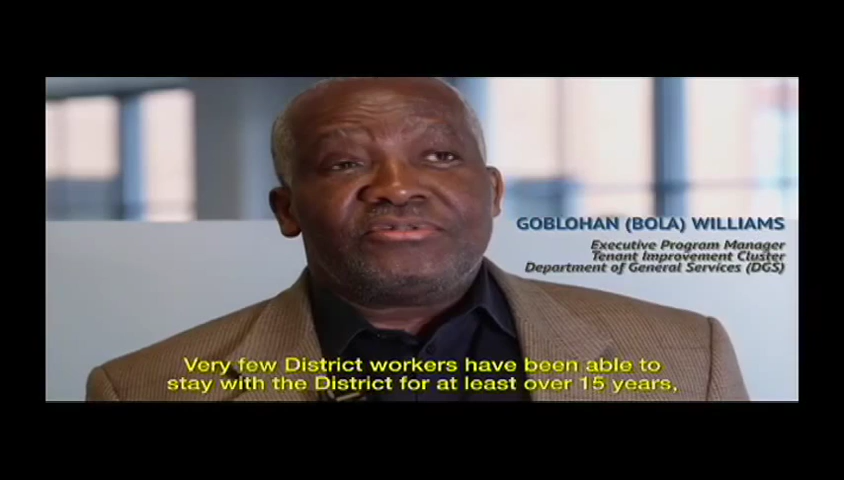 GOBLOHAN (BOLA) WILLIAMS
Executive Program Manager
Tenant Improvement Cluster
Department of General Services (DGS)
Very few District workers have been able to
stay with the District for at least over 15 years,